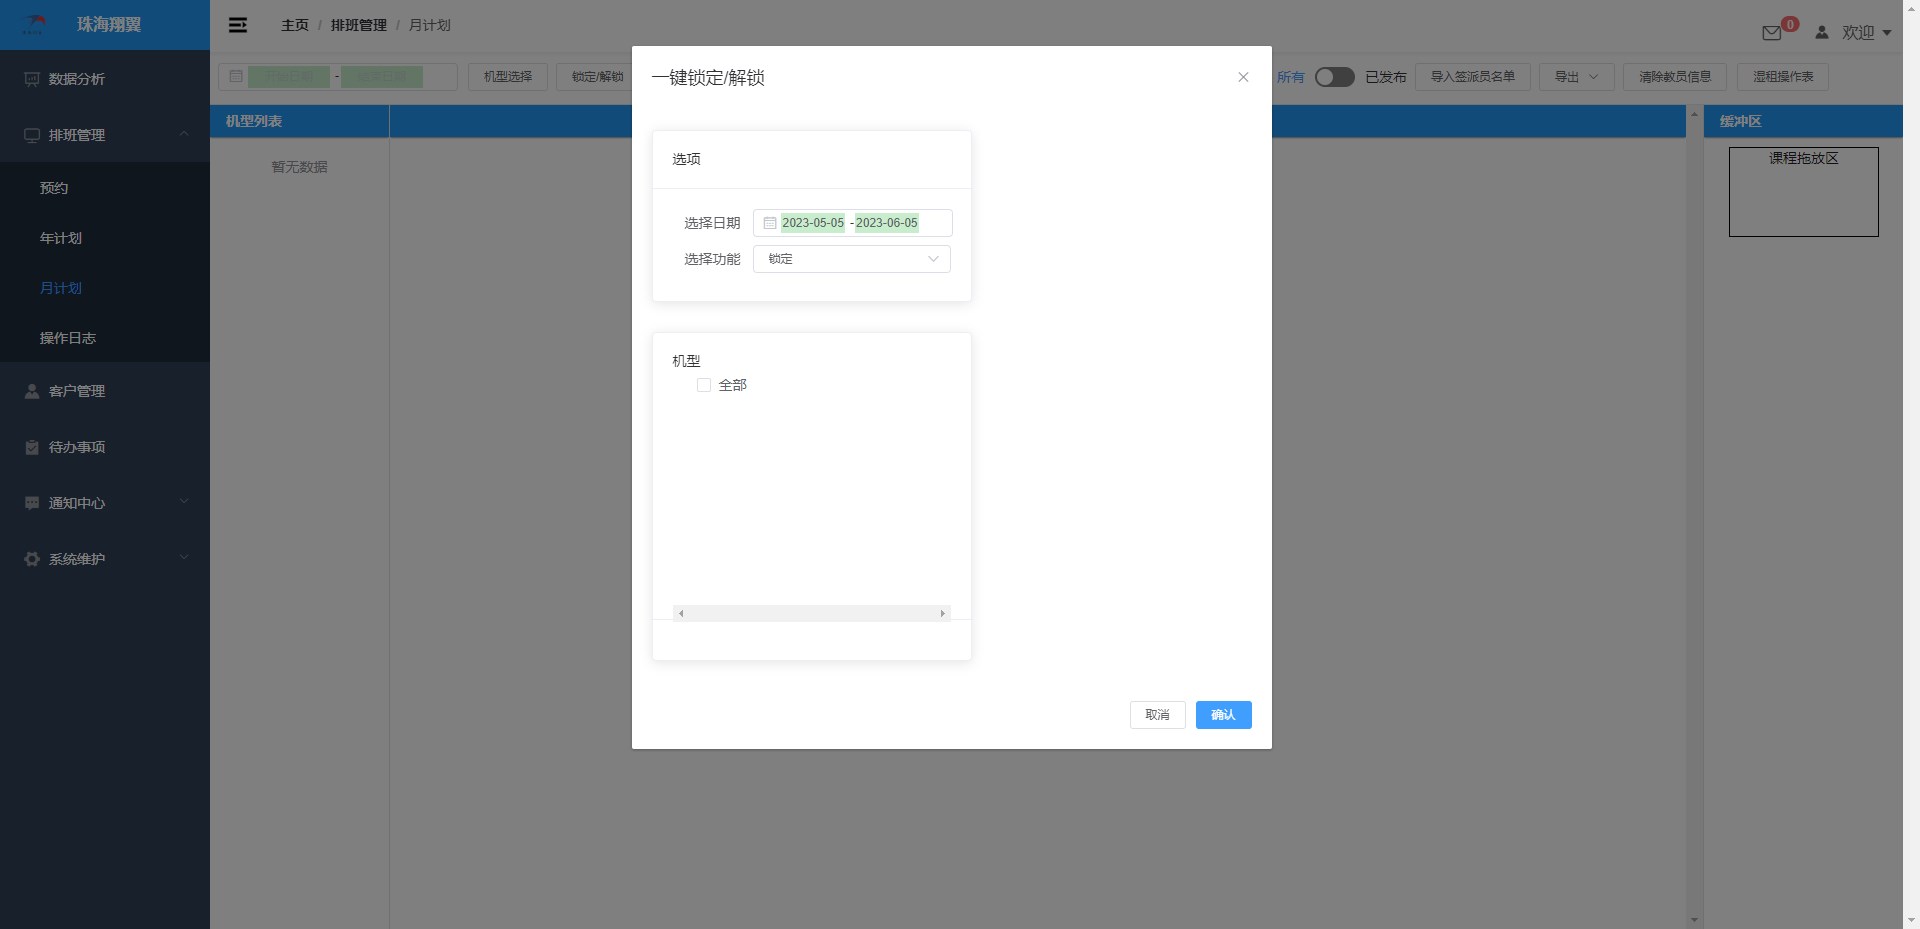 珠海翔翼
主页 / 排班管理 / 月计划
0
欢迎
数据分析
排班管理
预约
年计划
月计划
操作日志
客户管理
待办事项
通知中心
系统维护
-
机型选择
锁定/解锁
所有
已发布
导入签派员名单
导出
清除教员信息
湿租操作表
机型列表
暂无数据
缓冲区
课程拖放区
一键锁定/解锁
选项
选择日期 2023-05-05 - 2023-06-05
选择功能 锁定
机型
全部
取消
确认